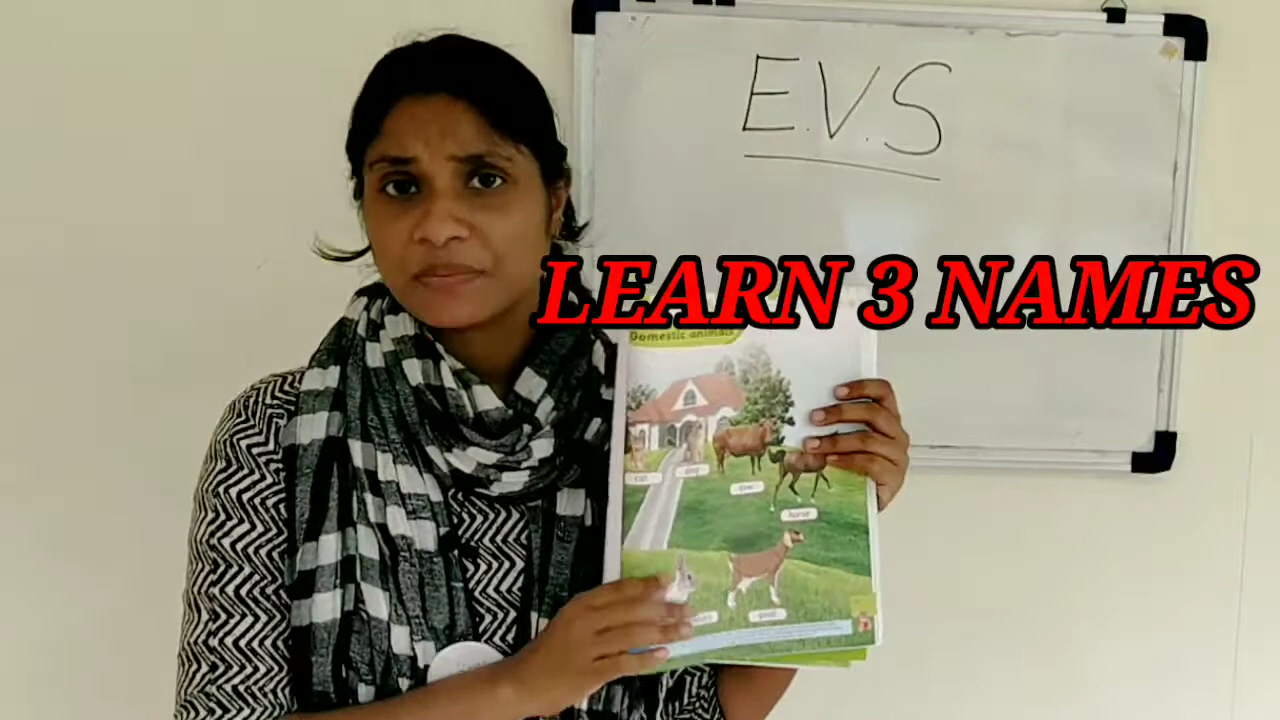 E.V.S
LEARN 3 NAMES
Domestic animals
cat
dog
cow
horse
goat